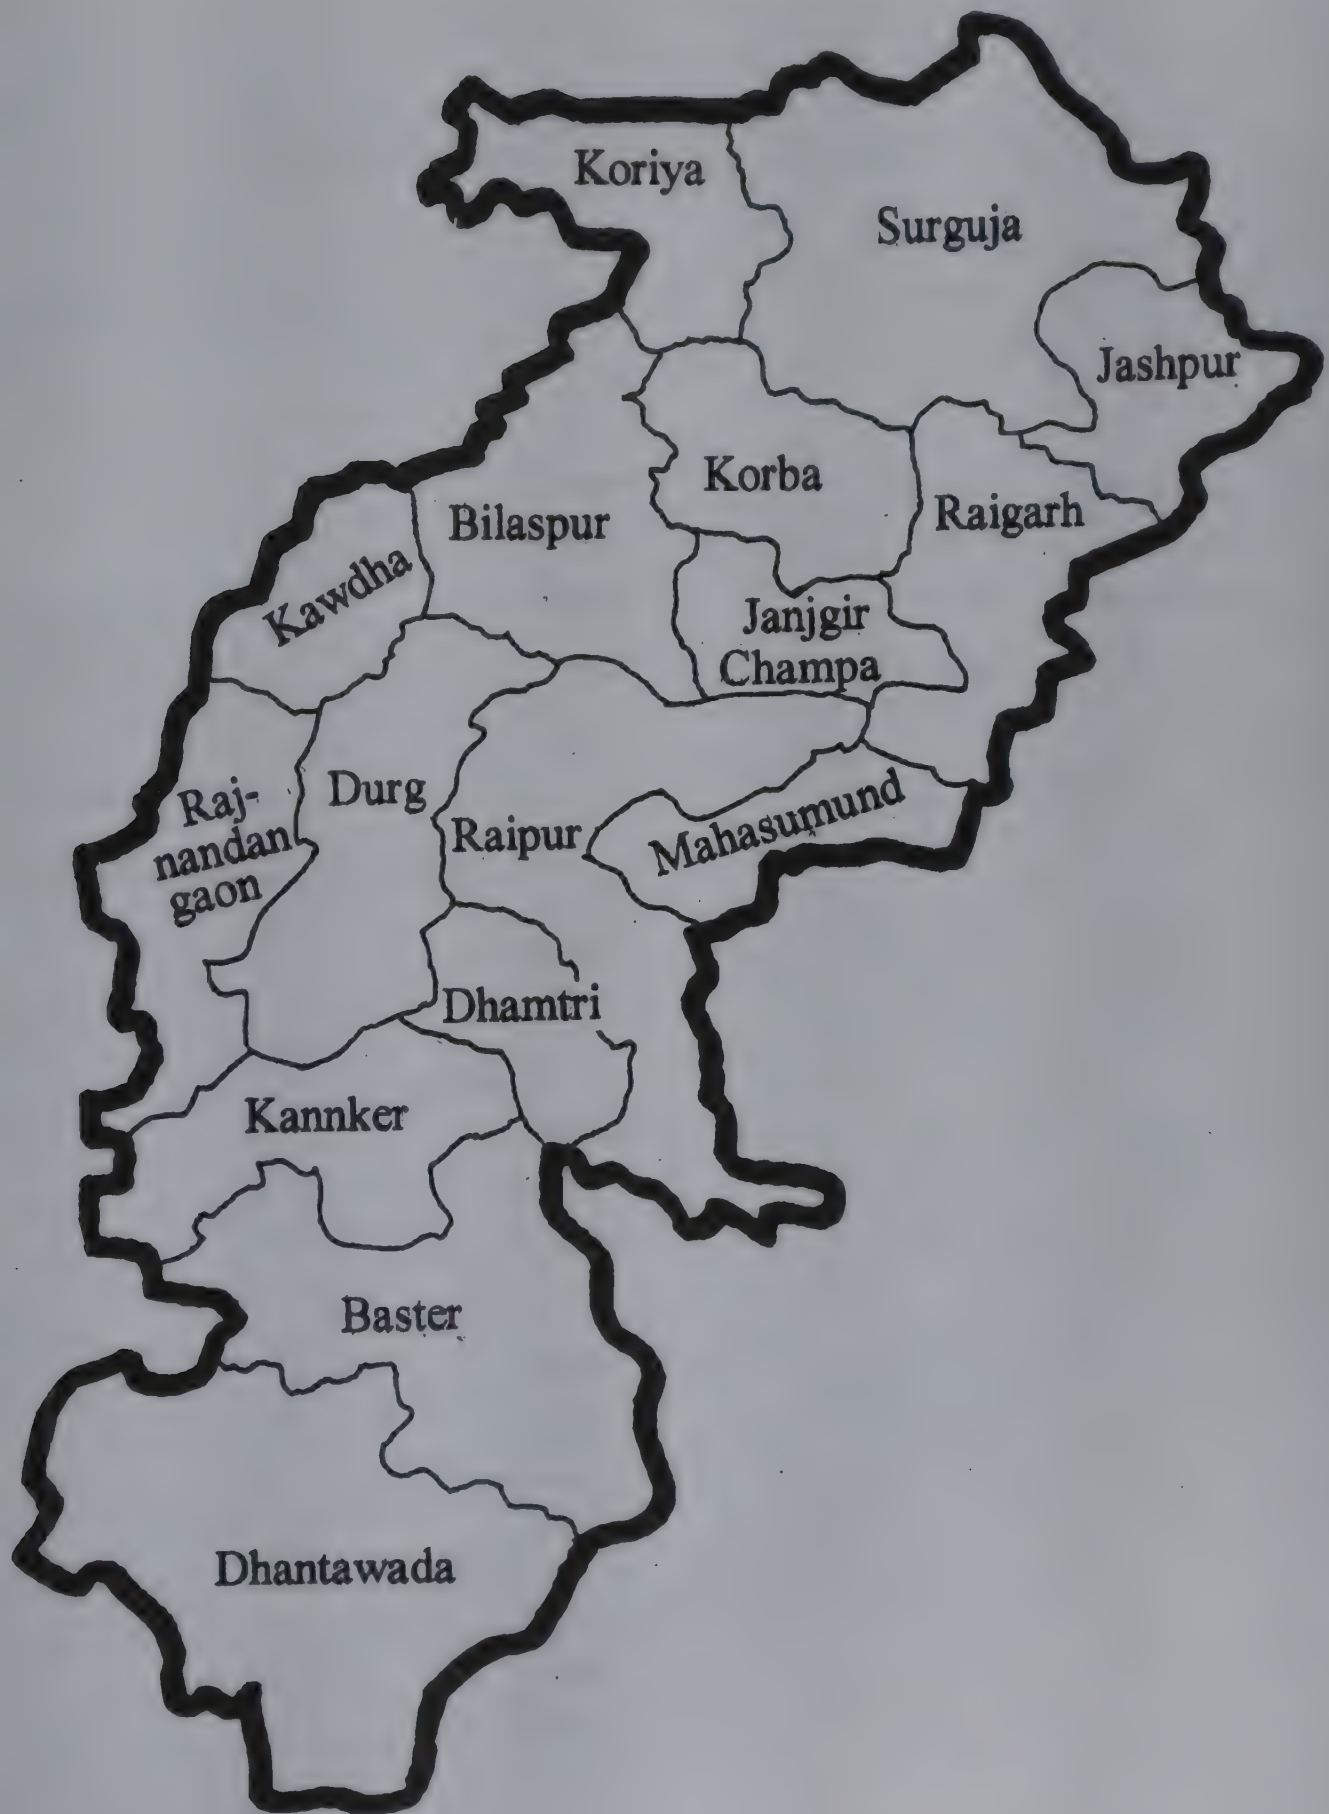 Koriya
Surguja
Jashpur
Korba
Raigarh
Bilaspur
Kawdha
Janjgir
Champa
Raj-
nandan
gaon
Durg
Raipur
Mahasumund
Dhamtri
Kannker
Baster
Dhantawada